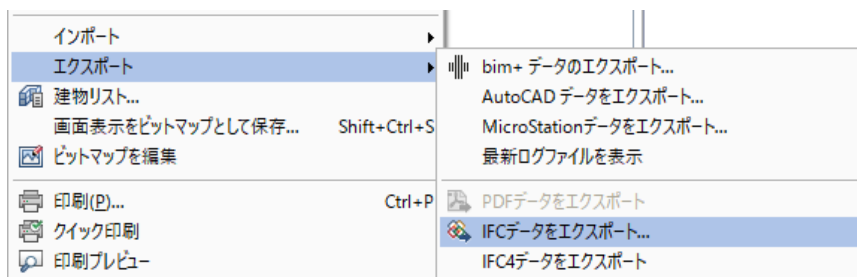 インポート
エクスポート
建物リスト...
画面表示をビットマップとして保存... Shift+Ctrl+S
ビットマップを編集
印刷(P)... Ctrl+P
クイック印刷
印刷プレビュー
bim+ データのエクスポート...
AutoCAD データをエクスポート...
MicroStationデータをエクスポート...
最新ログファイルを表示
PDFデータをエクスポート
IFCデータをエクスポート...
IFC4データをエクスポート